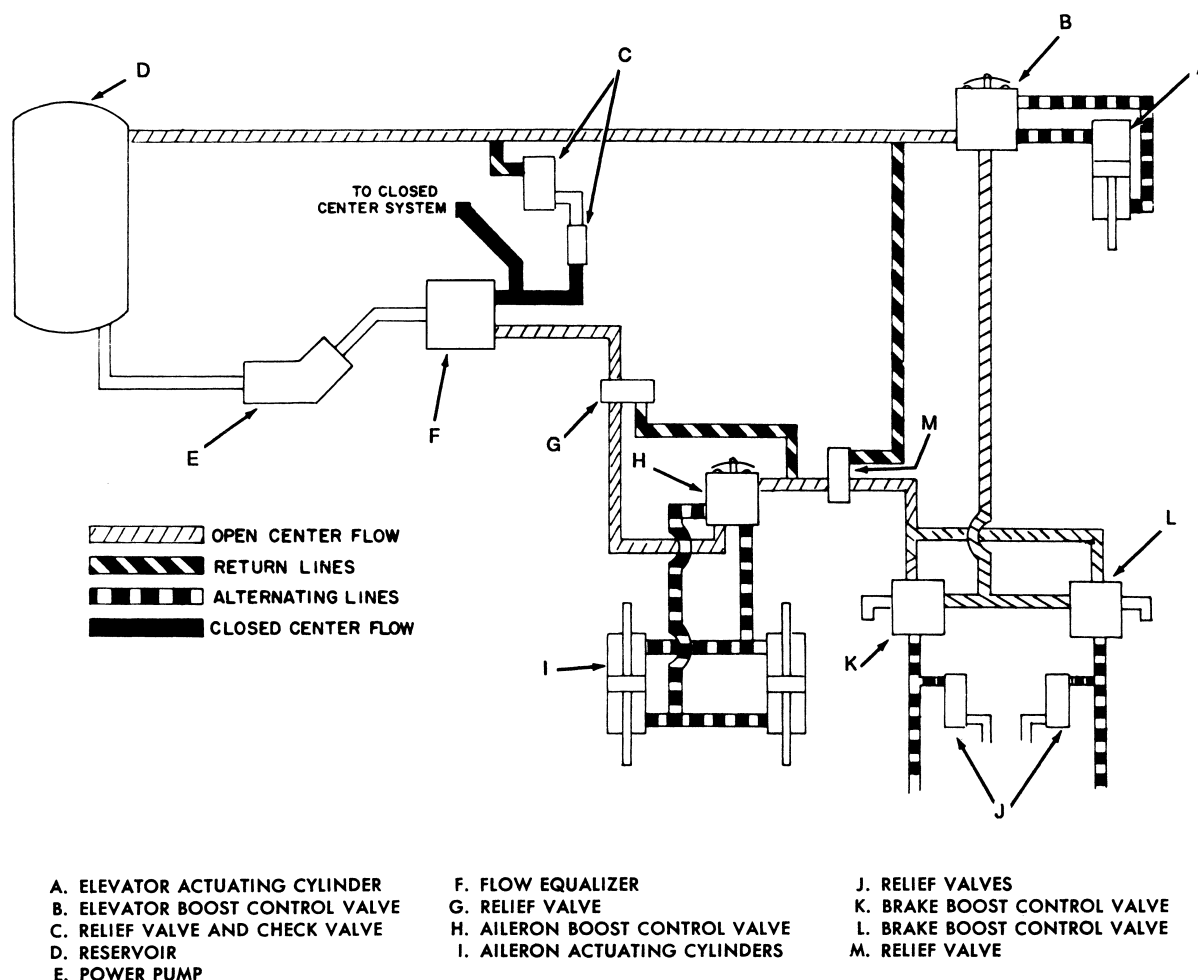 B
D
C
TO CLOSED
CENTER SYSTEM
E
F
G
H
M
L
OPEN CENTER FLOW
RETURN LINES
ALTERNATING LINES
CLOSED CENTER FLOW
I
K
J
A. ELEVATOR ACTUATING CYLINDER
B. ELEVATOR BOOST CONTROL VALVE
C. RELIEF VALVE AND CHECK VALVE
D. RESERVOIR
E. POWER PUMP
F. FLOW EQUALIZER
G. RELIEF VALVE
H. AILERON BOOST CONTROL VALVE
I. AILERON ACTUATING CYLINDERS
J. RELIEF VALVES
K. BRAKE BOOST CONTROL VALVE
L. BRAKE BOOST CONTROL VALVE
M. RELIEF VALVE